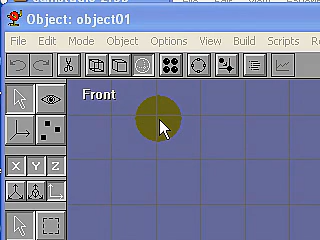 Object: object01
File Edit Mode Object Options View Build Scripts
Front
X Y Z